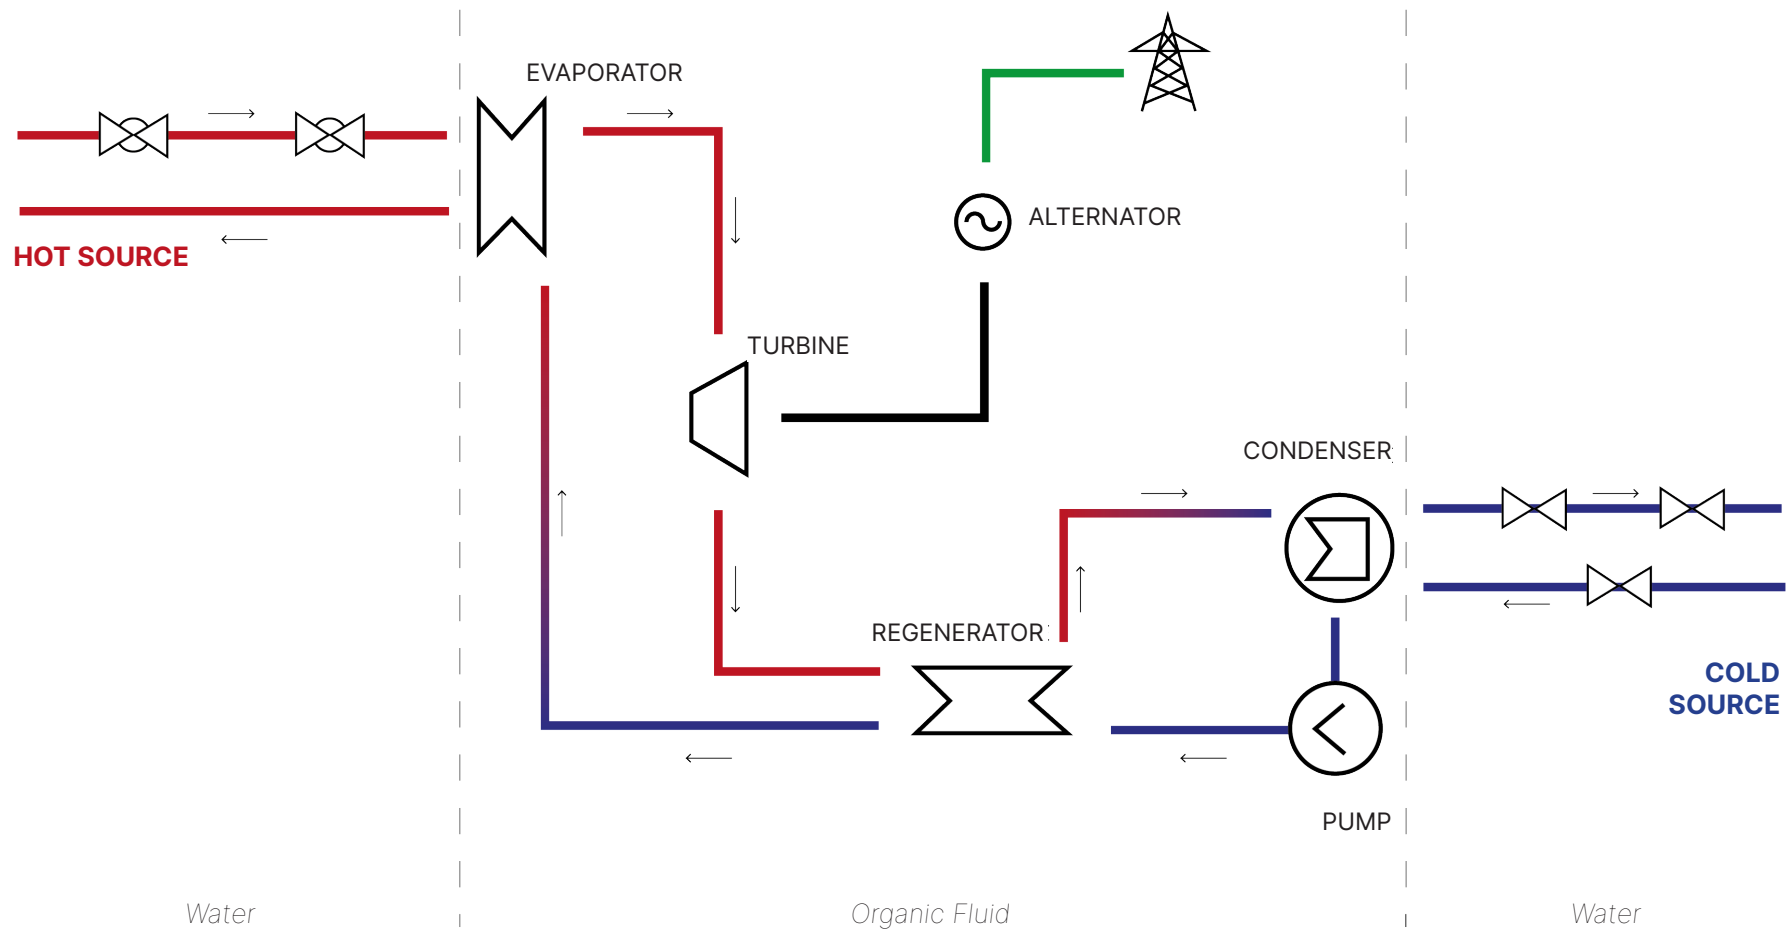 EVAPORATOR
HOT SOURCE
ALTERNATOR
TURBINE
CONDENSER
REGENERATOR
COLD
SOURCE
PUMP
Water
Organic Fluid
Water